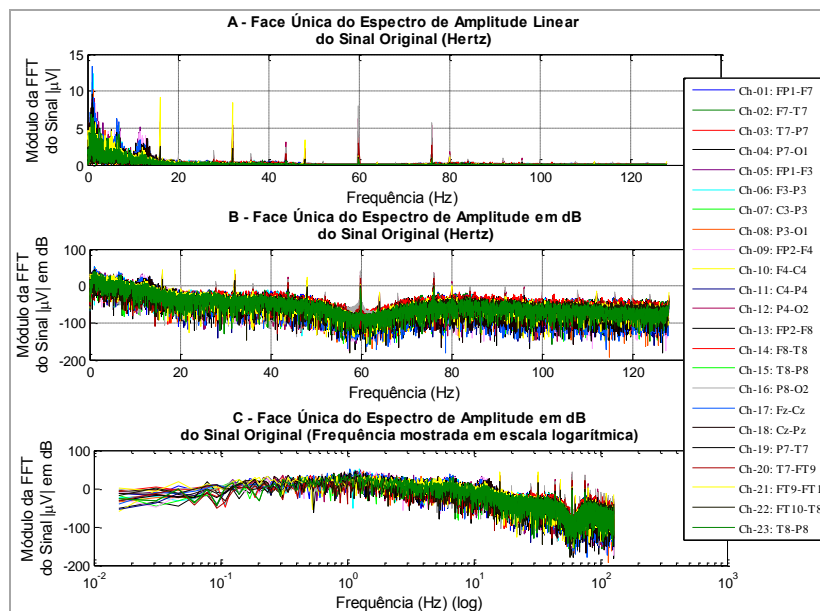 A - Face Única do Espectro de Amplitude Linear
do Sinal Original (Hertz)
Módulo da FFT
do Sinal |µV|
15
10
5
0
0 20 40 60 80 100 120
Frequência (Hz)
B - Face Única do Espectro de Amplitude em dB
do Sinal Original (Hertz)
Módulo da FFT
do Sinal |µV| em dB
100
0
-100
-200
0 20 40 60 80 100 120
Frequência (Hz)
C - Face Única do Espectro de Amplitude em dB
do Sinal Original (Frequência mostrada em escala logarítmica)
Módulo da FFT
do Sinal |µV| em dB
100
0
-100
-200
10^-2 10^-1 10^0 10^1 10^2 10^3
Frequência (Hz) (log)
Ch-01: FP1-F7
Ch-02: F7-T7
Ch-03: T7-P7
Ch-04: P7-O1
Ch-05: FP1-F3
Ch-06: F3-P3
Ch-07: C3-P3
Ch-08: P3-O1
Ch-09: FP2-F4
Ch-10: F4-C4
Ch-11: C4-P4
Ch-12: P4-O2
Ch-13: FP2-F8
Ch-14: F8-T8
Ch-15: T8-P8
Ch-16: P8-O2
Ch-17: Fz-Cz
Ch-18: Cz-Pz
Ch-19: P7-T7
Ch-20: T7-FT9
Ch-21: FT9-FT1
Ch-22: FT10-T8
Ch-23: T8-P8